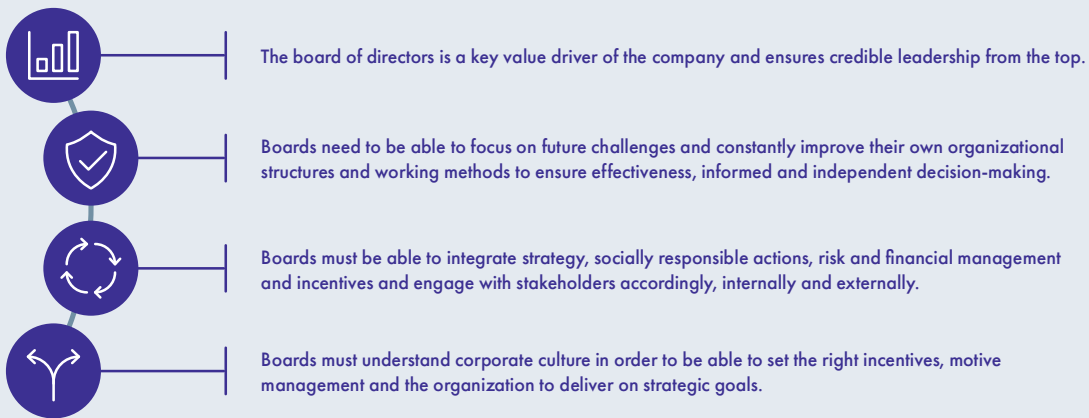 The board of directors is a key value driver of the company and ensures credible leadership from the top.
Boards need to be able to focus on future challenges and constantly improve their own organizational
structures and working methods to ensure effectiveness, informed and independent decision-making.
Boards must be able to integrate strategy, socially responsible actions, risk and financial management
and incentives and engage with stakeholders accordingly, internally and externally.
Boards must understand corporate culture in order to be able to set the right incentives, motive
management and the organization to deliver on strategic goals.